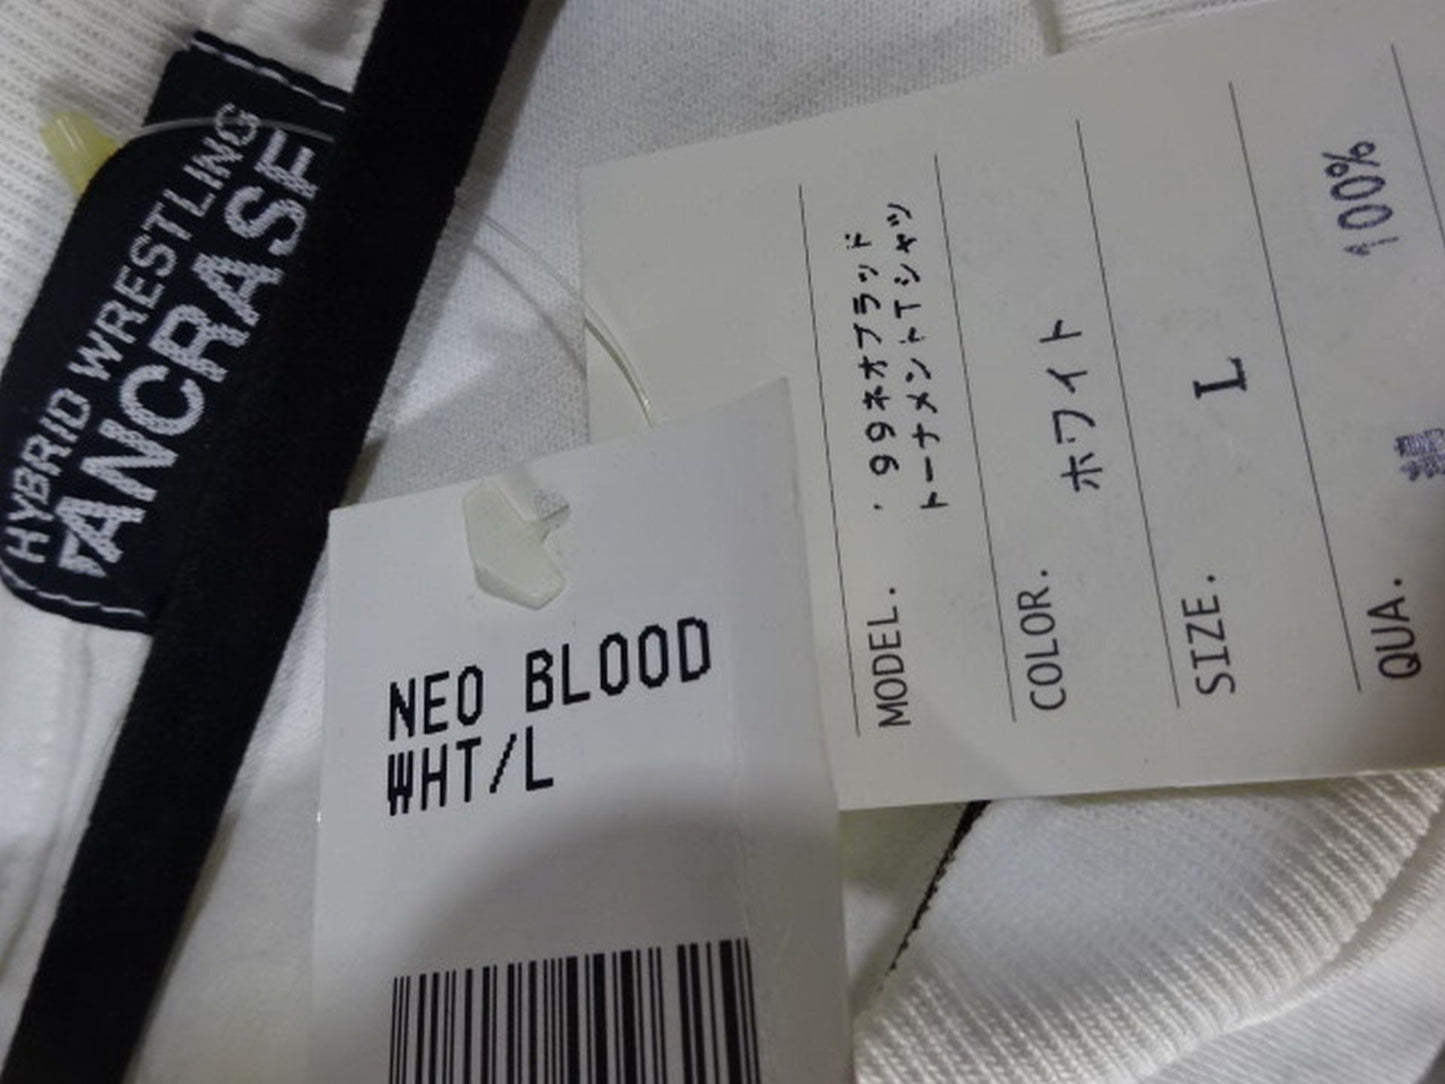 HYBRID WRESTLING
PANCRASE
NEO BLOOD
WHT/L
MODEL. '99ネオブラッド
トーナメントTシャツ
COLOR. ホワイト
SIZE. L
QUA. 100%